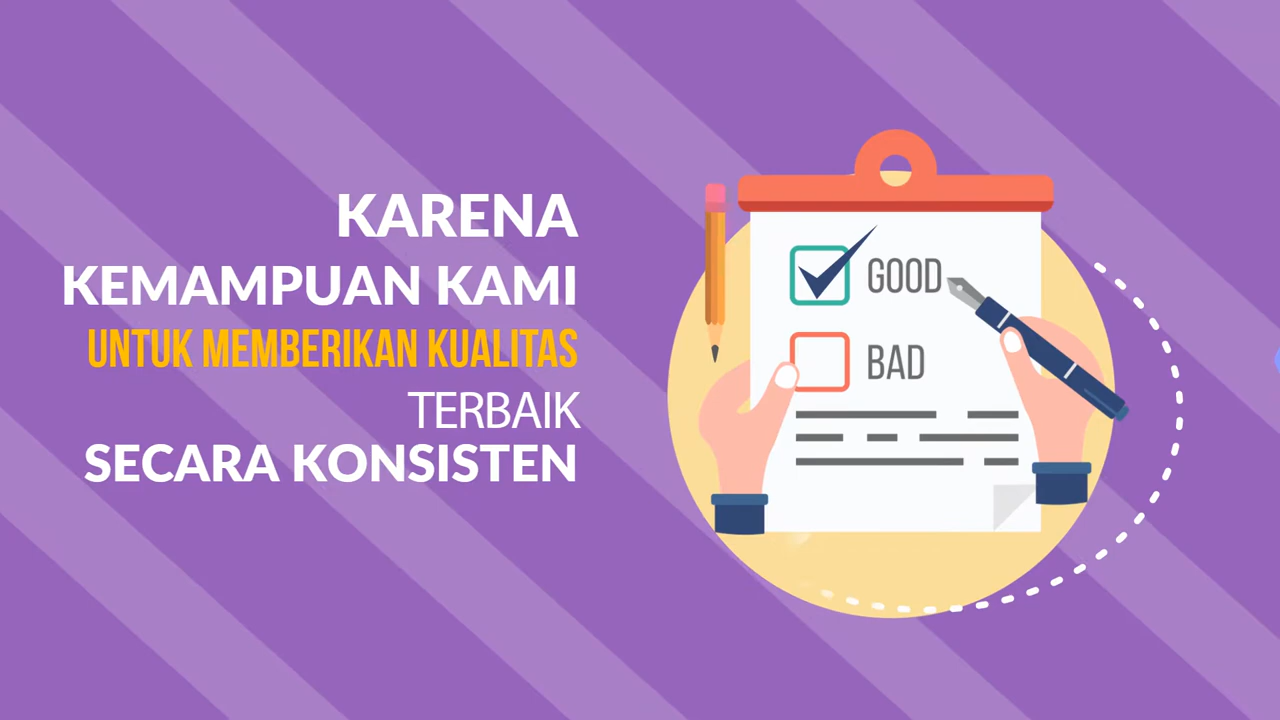 KARENA
KEMAMPUAN KAMI
UNTUK MEMBERIKAN KUALITAS
TERBAIK
SECARA KONSISTEN
GOOD
BAD